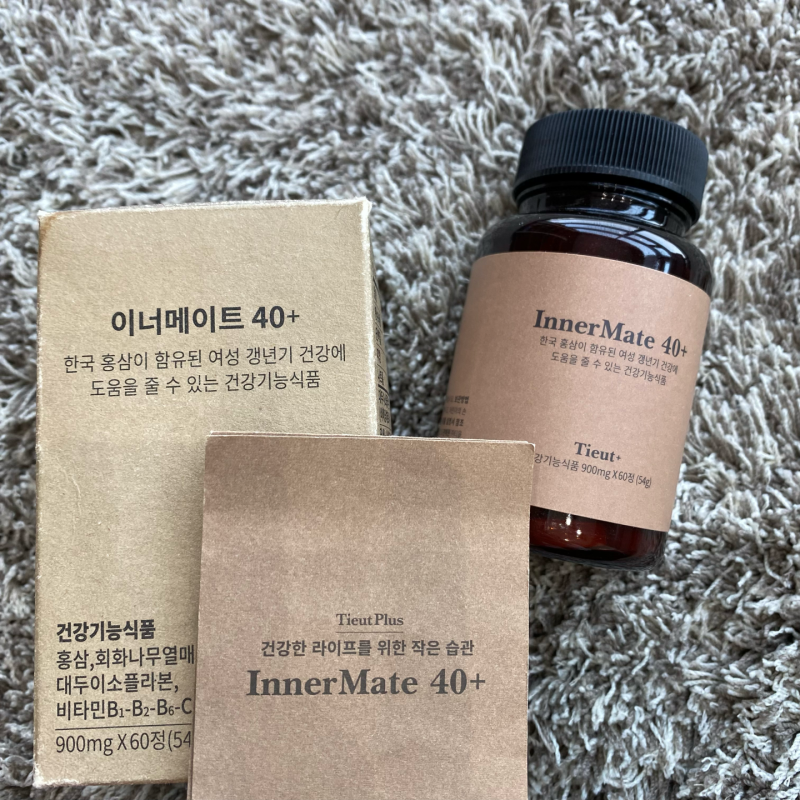 이너메이트 40+
한국 홍삼이 함유된 여성 갱년기 건강에
도움을 줄 수 있는 건강기능식품
건강기능식품
홍삼,회화나무열매
대두이소플라본,
비타민B₁-B₂-B₆-C
900mg X 60정(54
InnerMate 40+
한국 홍삼이 함유된 여성 갱년기 건강에
도움을 줄 수 있는 건강기능식품
Tieut+
강기능식품 900mg X 60정 (54g)
Tieut Plus
건강한 라이프를 위한 작은 습관
InnerMate 40+